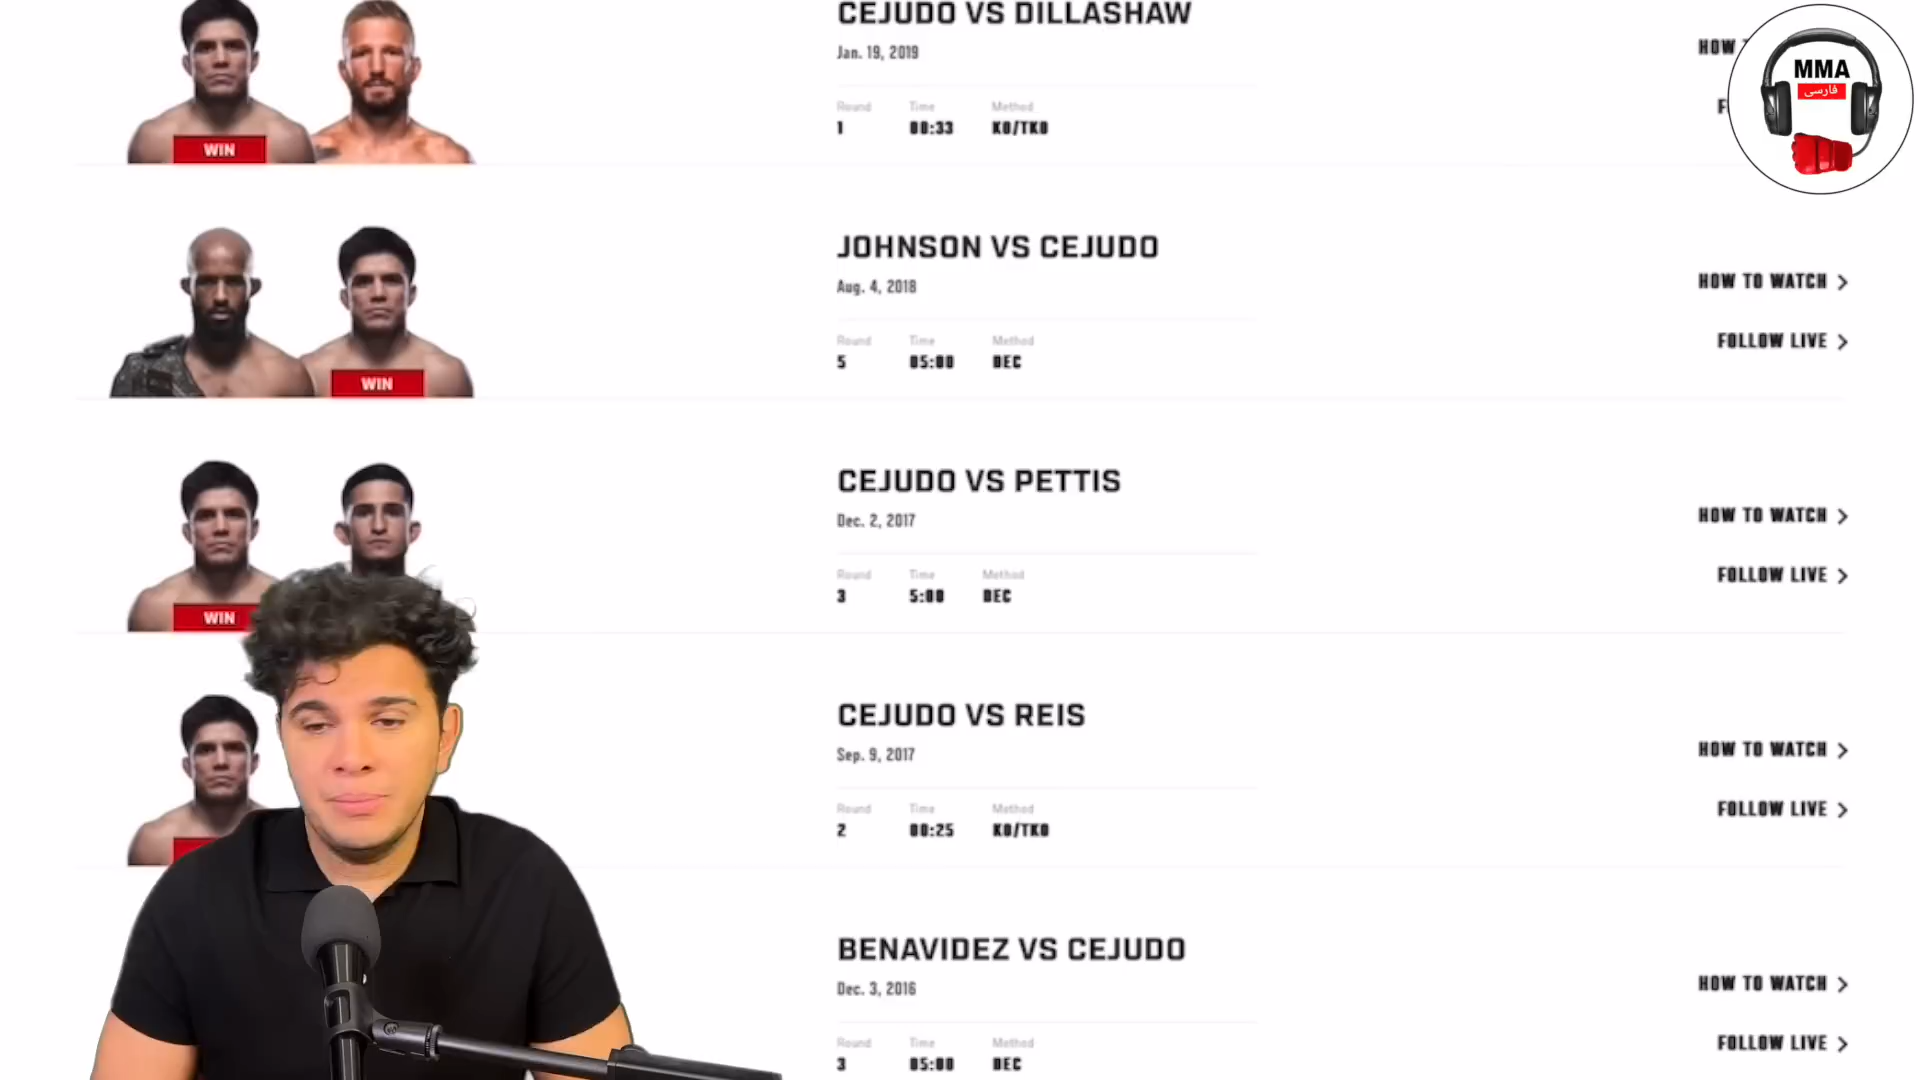 CEJUDO VS DILLASHAW
Jan. 19, 2019
HOW
Round Time Method
1 00:33 KO/TKO
F
WIN
MMA
فارسی
JOHNSON VS CEJUDO
Aug. 4, 2018
HOW TO WATCH
Round Time Method
5 05:00 DEC
FOLLOW LIVE
WIN
CEJUDO VS PETTIS
Dec. 2, 2017
HOW TO WATCH
Round Time Method
3 5:00 DEC
FOLLOW LIVE
WIN
CEJUDO VS REIS
Sep. 9, 2017
HOW TO WATCH
Round Time Method
2 00:25 KO/TKO
FOLLOW LIVE
BENAVIDEZ VS CEJUDO
Dec. 3, 2016
HOW TO WATCH
Round Time Method
3 05:00 DEC
FOLLOW LIVE